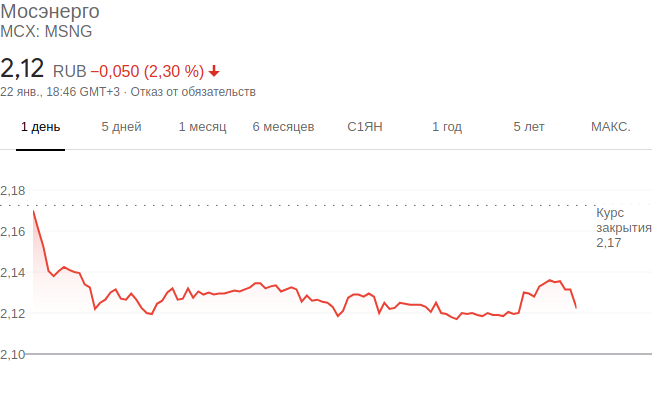 Мосэнерго
MCX: MSNG
2,12 RUB −0,050 (2,30 %)
22 янв., 18:46 GMT+3 · Отказ от обязательств
1 день 5 дней 1 месяц 6 месяцев С1ЯН 1 год 5 лет МАКС.
2,18
Курс
закрытия
2,17
2,16
2,14
2,12
2,10